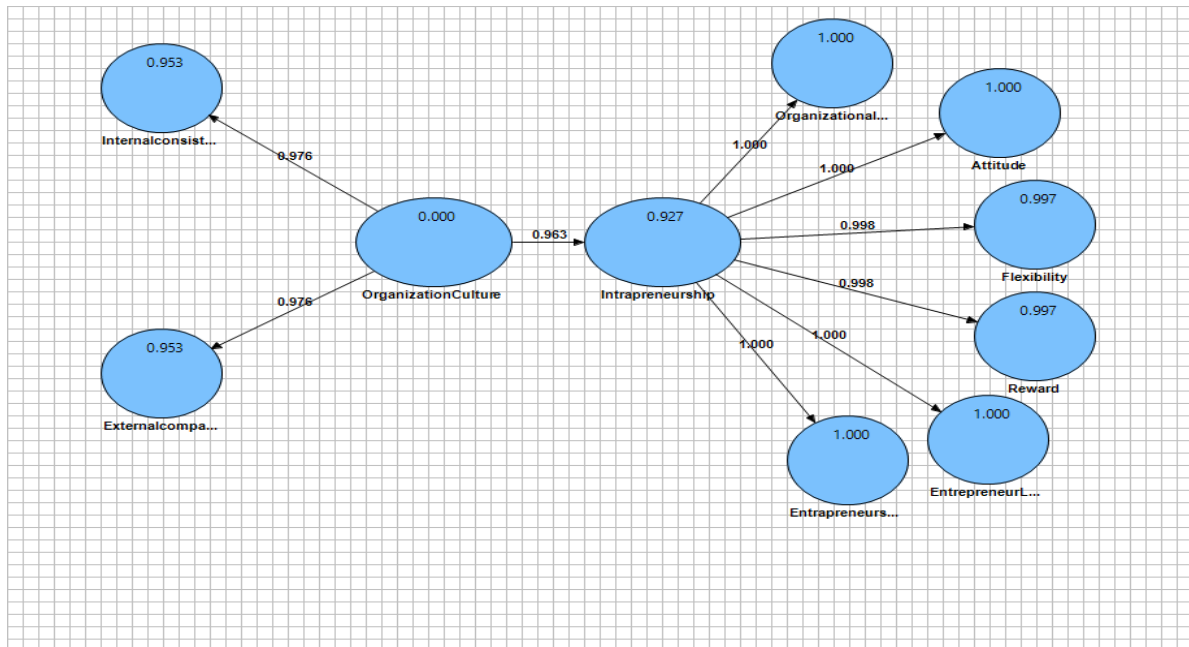 1.000
Organizational...
0.953
Internalconsist...
1.000
Attitude
0.976
1.000
1.000
0.000
OrganizationCulture
0.963
0.927
Intrapreneurship
0.998
0.997
Flexibility
0.976
0.998
0.997
Reward
0.953
Externalcompa...
1.000
1.000
1.000
Entrapreneurs...
1.000
EntrepreneurL...